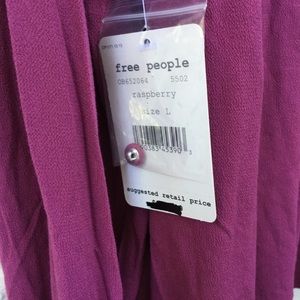 free people
OB652064 5502
raspberry
size L
suggested retail price